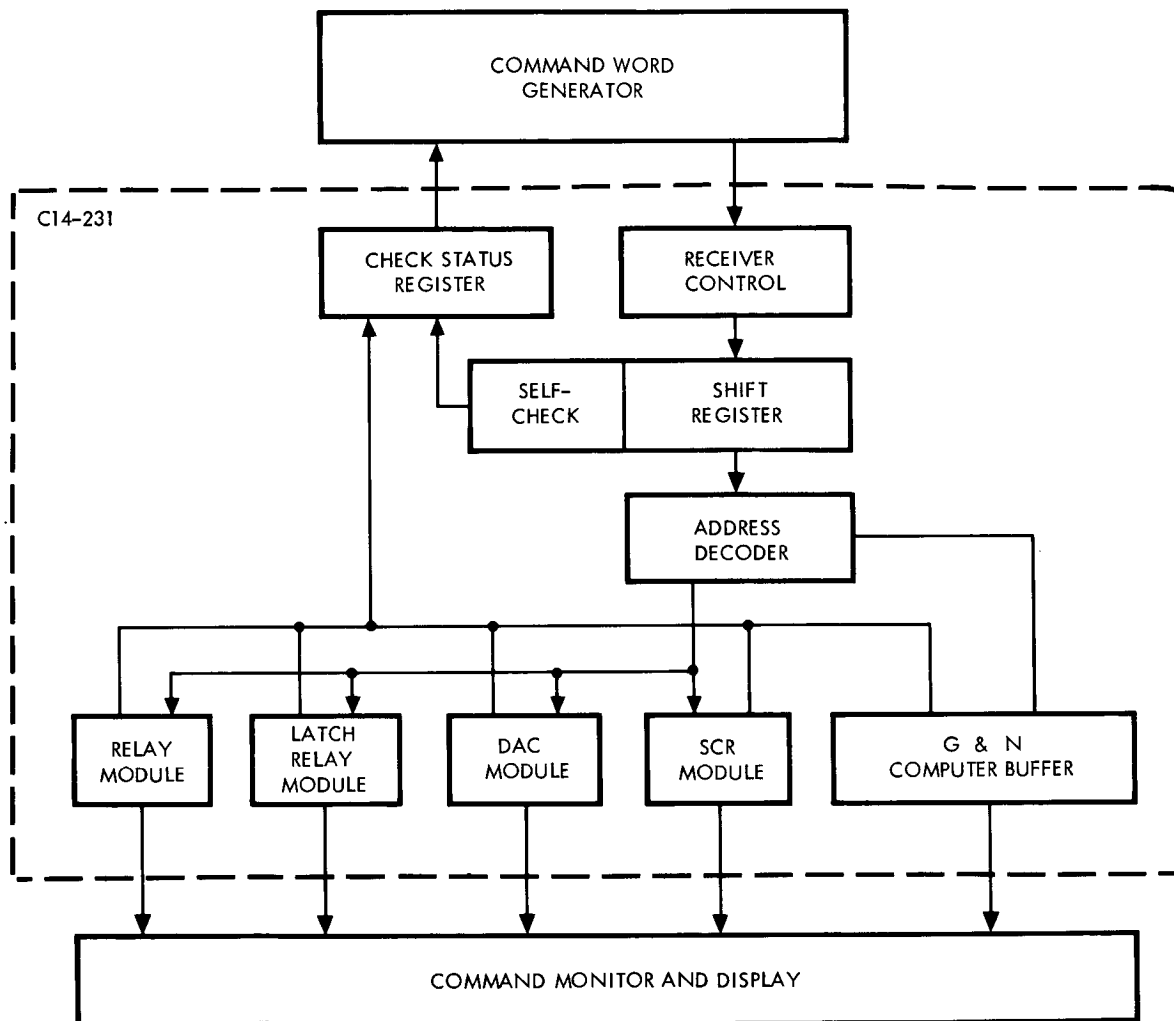 COMMAND WORD
GENERATOR
C14-231
CHECK STATUS
REGISTER
RECEIVER
CONTROL
SELF-
CHECK
SHIFT
REGISTER
ADDRESS
DECODER
RELAY
MODULE
LATCH
RELAY
MODULE
DAC
MODULE
SCR
MODULE
G & N
COMPUTER BUFFER
COMMAND MONITOR AND DISPLAY